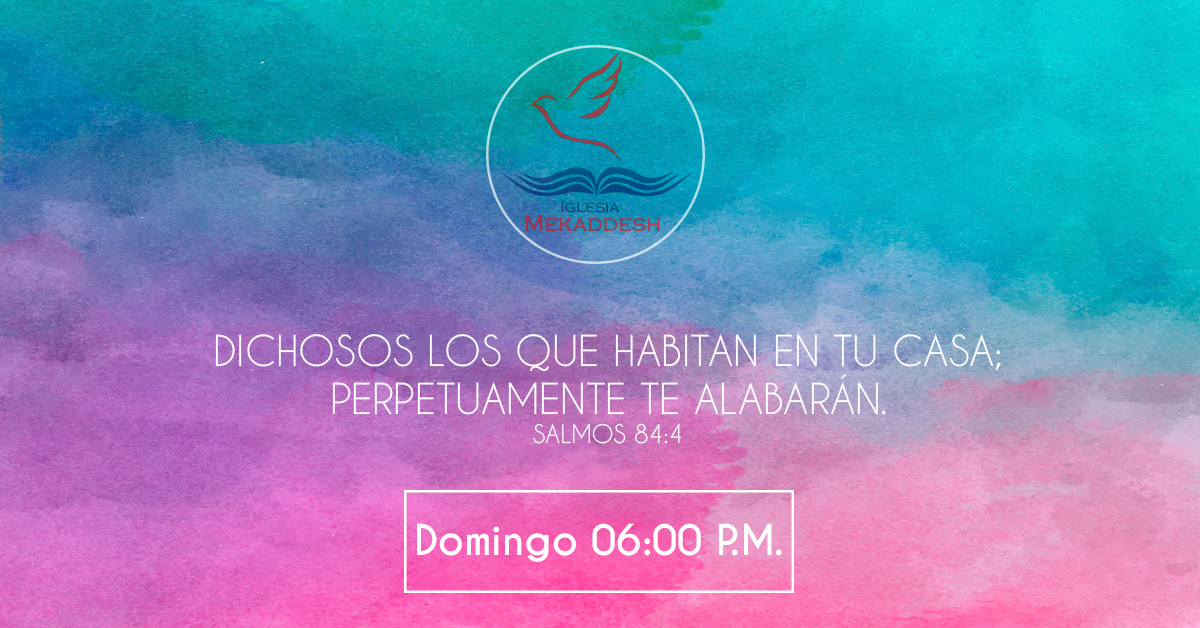 IGLESIA
MEKADDESH
DICHOSOS LOS QUE HABITAN EN TU CASA;
PERPETUAMENTE TE ALABARÁN.
SALMOS 84:4
Domingo 06:00 P.M.